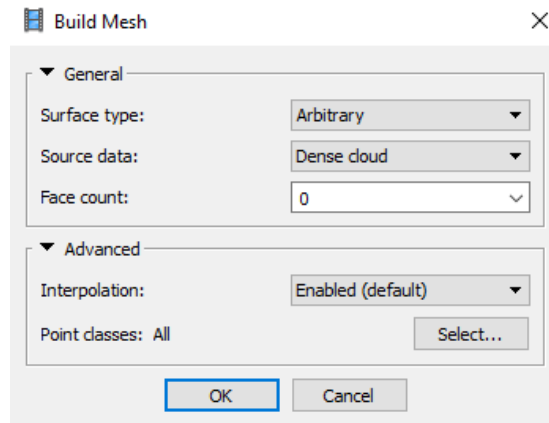 Build Mesh
General
Surface type: Arbitrary
Source data: Dense cloud
Face count: 0
Advanced
Interpolation: Enabled (default)
Point classes: All Select...
OK Cancel